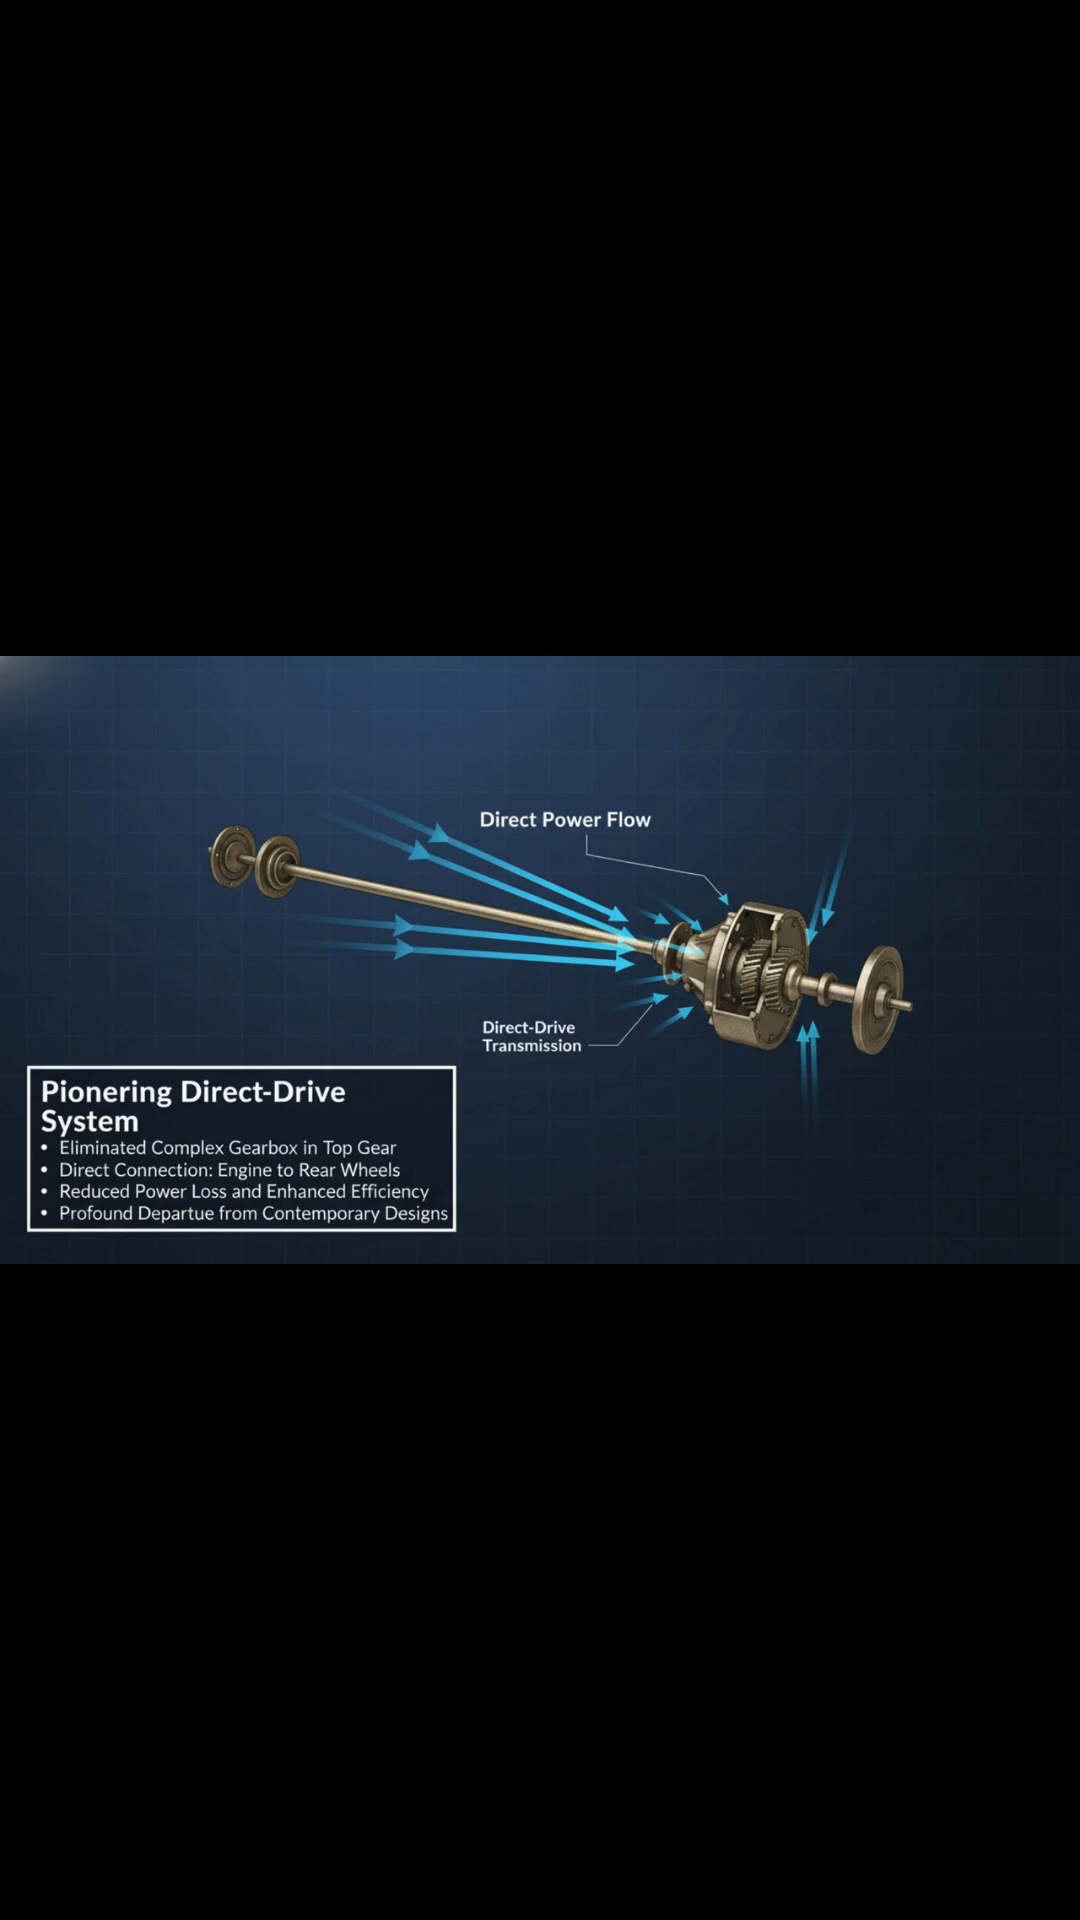 Direct Power Flow
Direct-Drive
Transmission
Pionering Direct-Drive
System
• Eliminated Complex Gearbox in Top Gear
• Direct Connection: Engine to Rear Wheels
• Reduced Power Loss and Enhanced Efficiency
• Profound Departue from Contemporary Designs